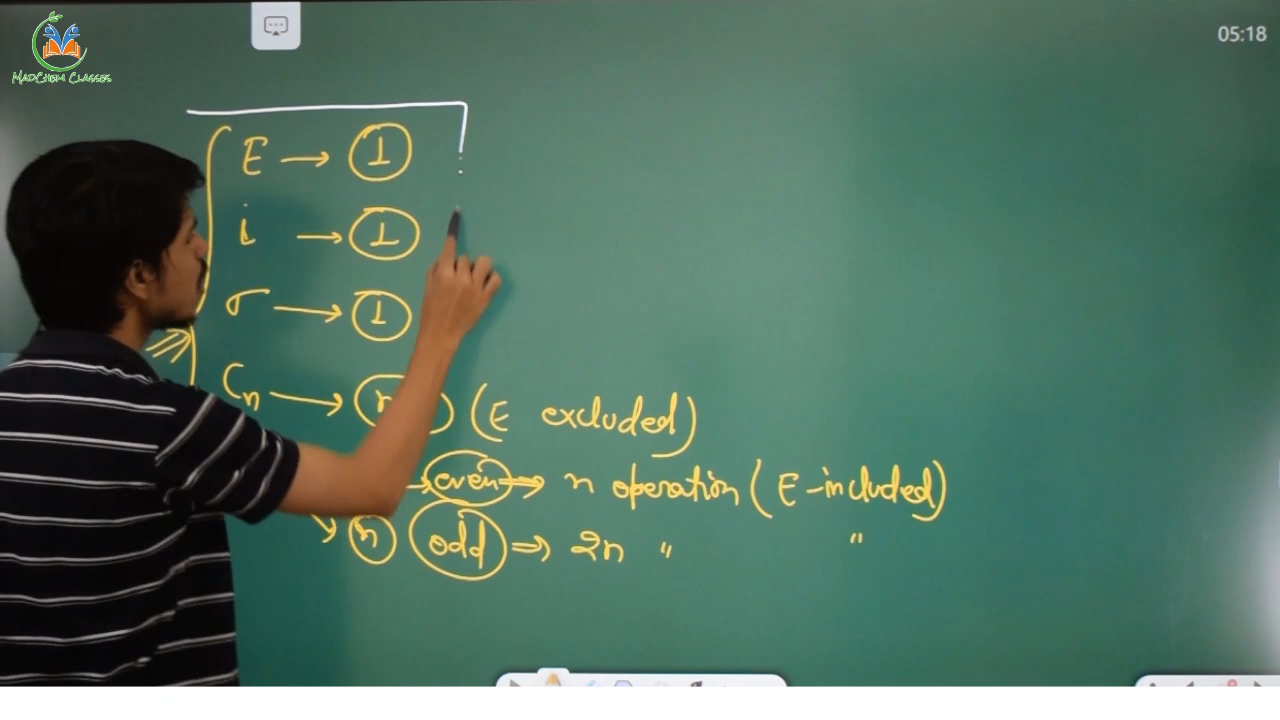 MadChem Classes
05:18
E → 1
i → 1
σ → 1
Cn → (E excluded)
even → n operation (E-included)
n odd ⇒ 2n " "